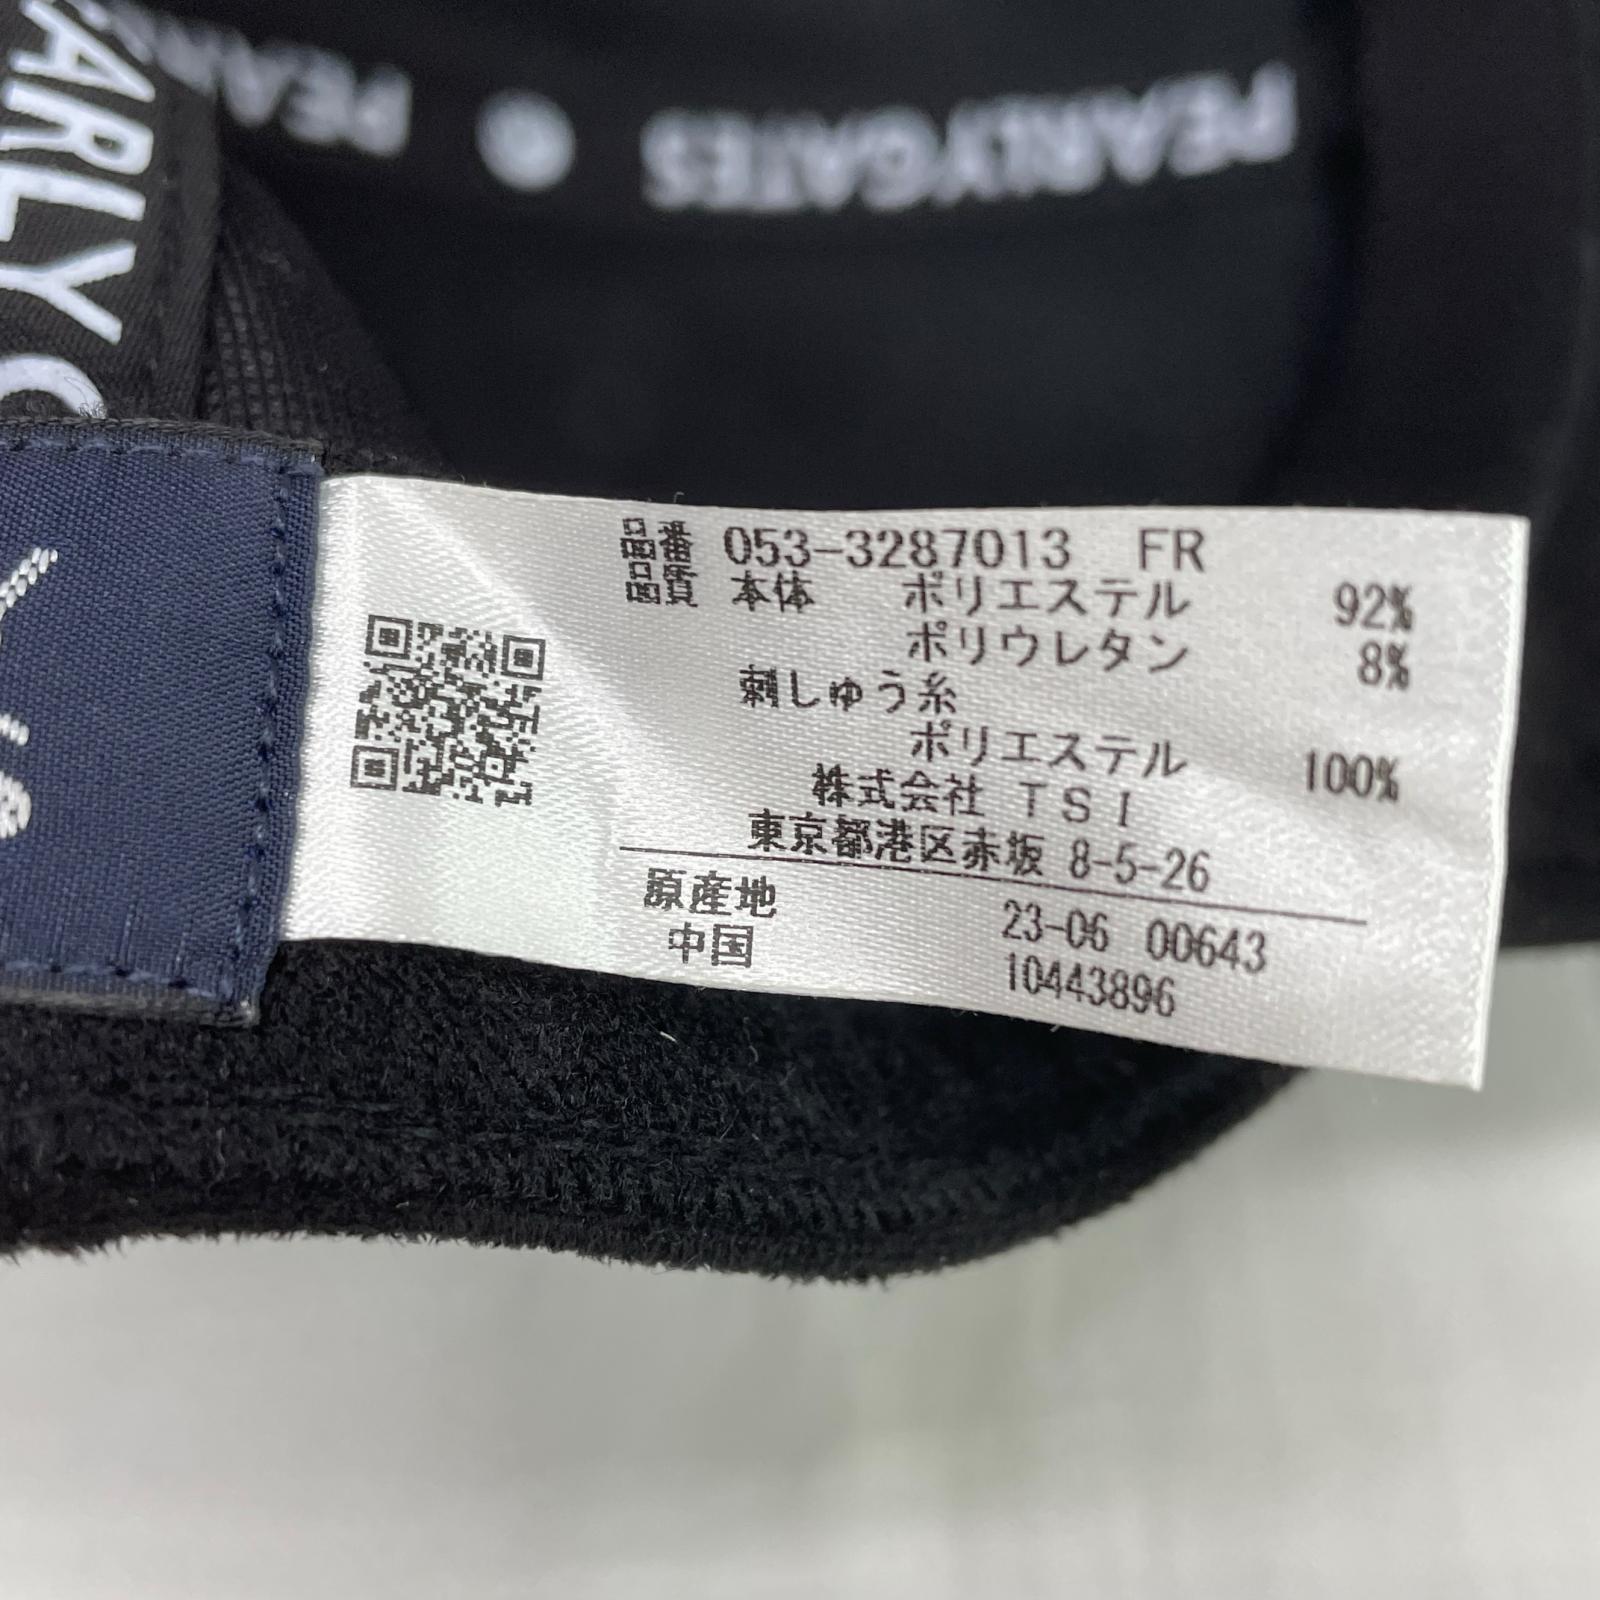 PEARLYGATES
PEAR
ARLYG
品番 053-3287013 FR
品質 本体 ポリエステル 92%
ポリウレタン 8%
刺しゅう糸
ポリエステル 100%
株式会社 TSI
東京都港区赤坂 8-5-26
原産地
中国
23-06 00643
10443896